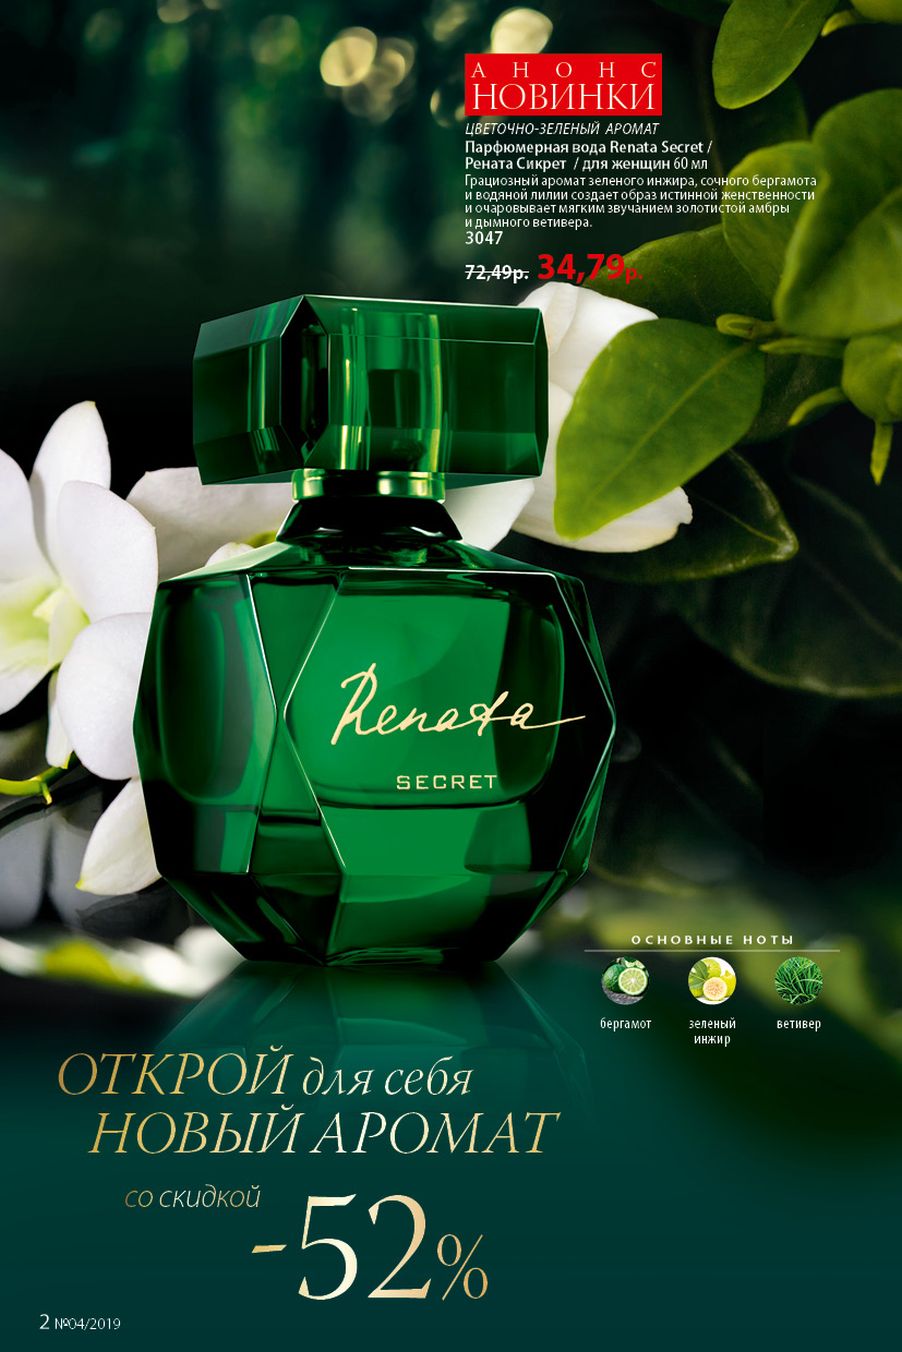 АНОНС
НОВИНКИ
ЦВЕТОЧНО-ЗЕЛЕНЫЙ АРОМАТ
Парфюмерная вода Renata Secret /
Рената Сикрет / для женщин 60 мл
Грациозный аромат зеленого инжира, сочного бергамота
и водяной лилии создает образ истинной женственности
и очаровывает мягким звучанием золотистой амбры
и дымного ветивера.
3047
72,49р. 34,79р.
Renata
SECRET
ОСНОВНЫЕ НОТЫ
бергамот зеленый ветивер
инжир
ОТКРОЙ для себя
НОВЫЙ АРОМАТ
со скидкой
-52%
2 №04/2019